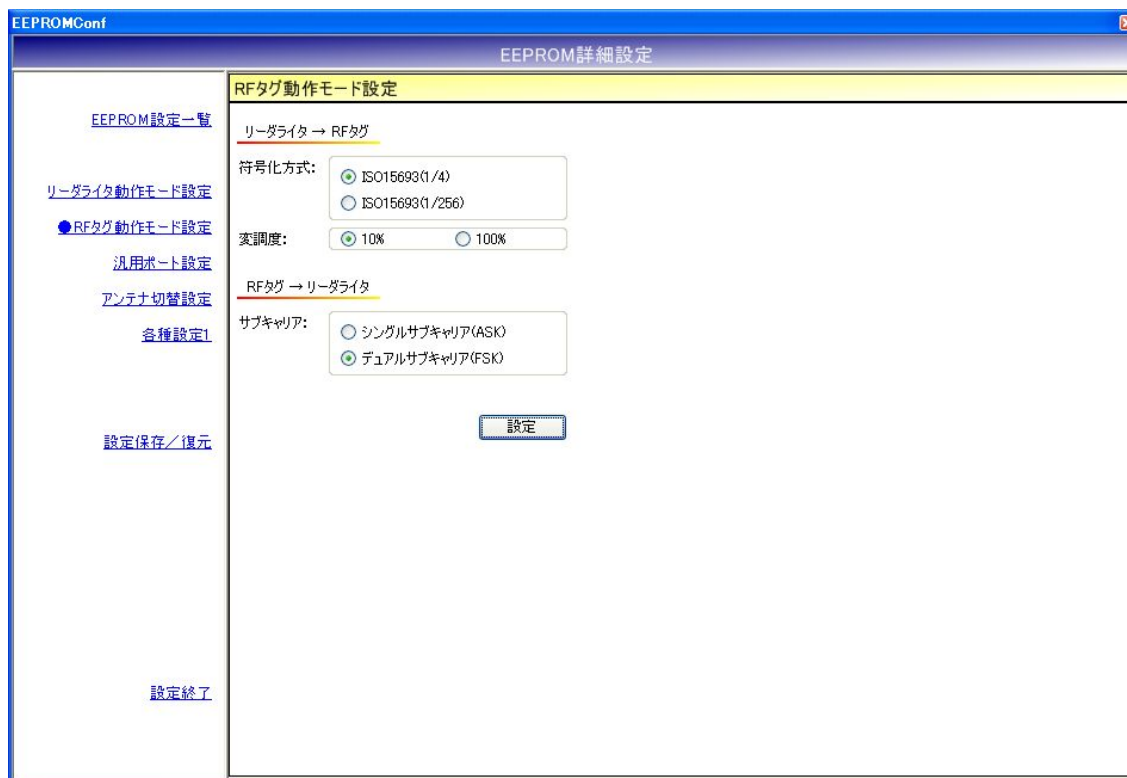 EEPROMConf
EEPROM詳細設定
EEPROM設定一覧
リーダライタ動作モード設定
●RFタグ動作モード設定
汎用ポート設定
アンテナ切替設定
各種設定1
設定保存／復元
設定終了
RFタグ動作モード設定
リーダライタ → RFタグ
符号化方式:
ISO15693(1/4)
ISO15693(1/256)
変調度:
10% 100%
RFタグ → リーダライタ
サブキャリア:
シングルサブキャリア(ASK)
デュアルサブキャリア(FSK)
設定